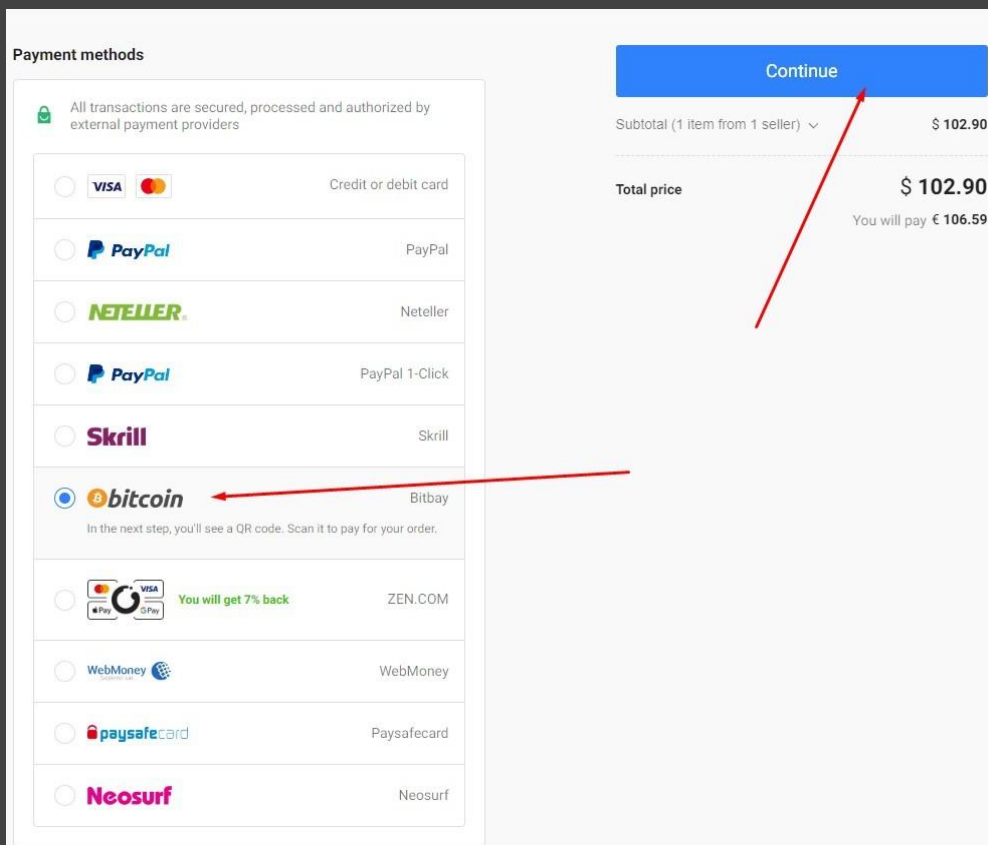 Payment methods
All transactions are secured, processed and authorized by
external payment providers
VISA Credit or debit card
PayPal PayPal
NETELLER. Neteller
PayPal PayPal 1-Click
Skrill Skrill
bitcoin Bitbay
In the next step, you'll see a QR code. Scan it to pay for your order.
VISA
Pay G Pay
You will get 7% back ZEN.COM
WebMoney WebMoney
paysafecard Paysafecard
Neosurf Neosurf
Continue
Subtotal (1 item from 1 seller) $ 102.90
Total price $ 102.90
You will pay € 106.59